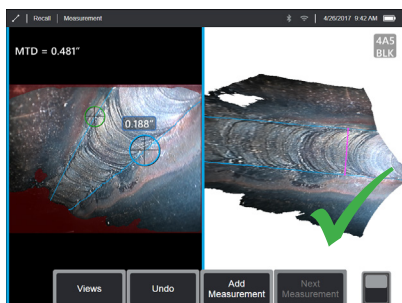 Recall | Measurement
4/26/2017 9:42 AM
MTD = 0.481"
4A5
BLK
0.188"
Views
Undo
Add
Measurement
Next
Measurement